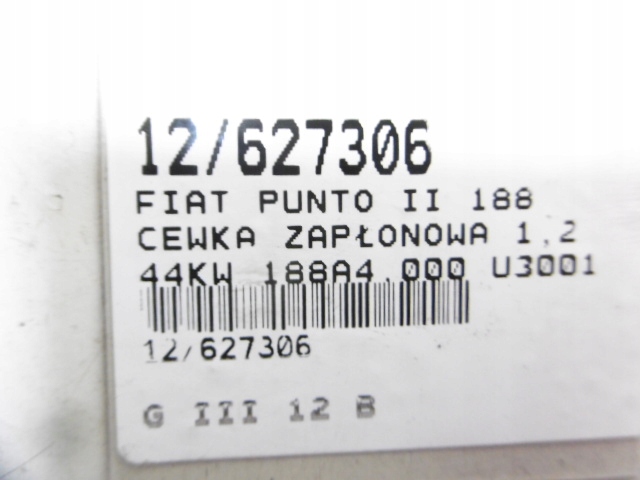 12/627306
FIAT PUNTO II 188
CEWKA ZAPŁONOWA 1,2
44KW 188A4.000 U3001
12/627306
G III 12 B